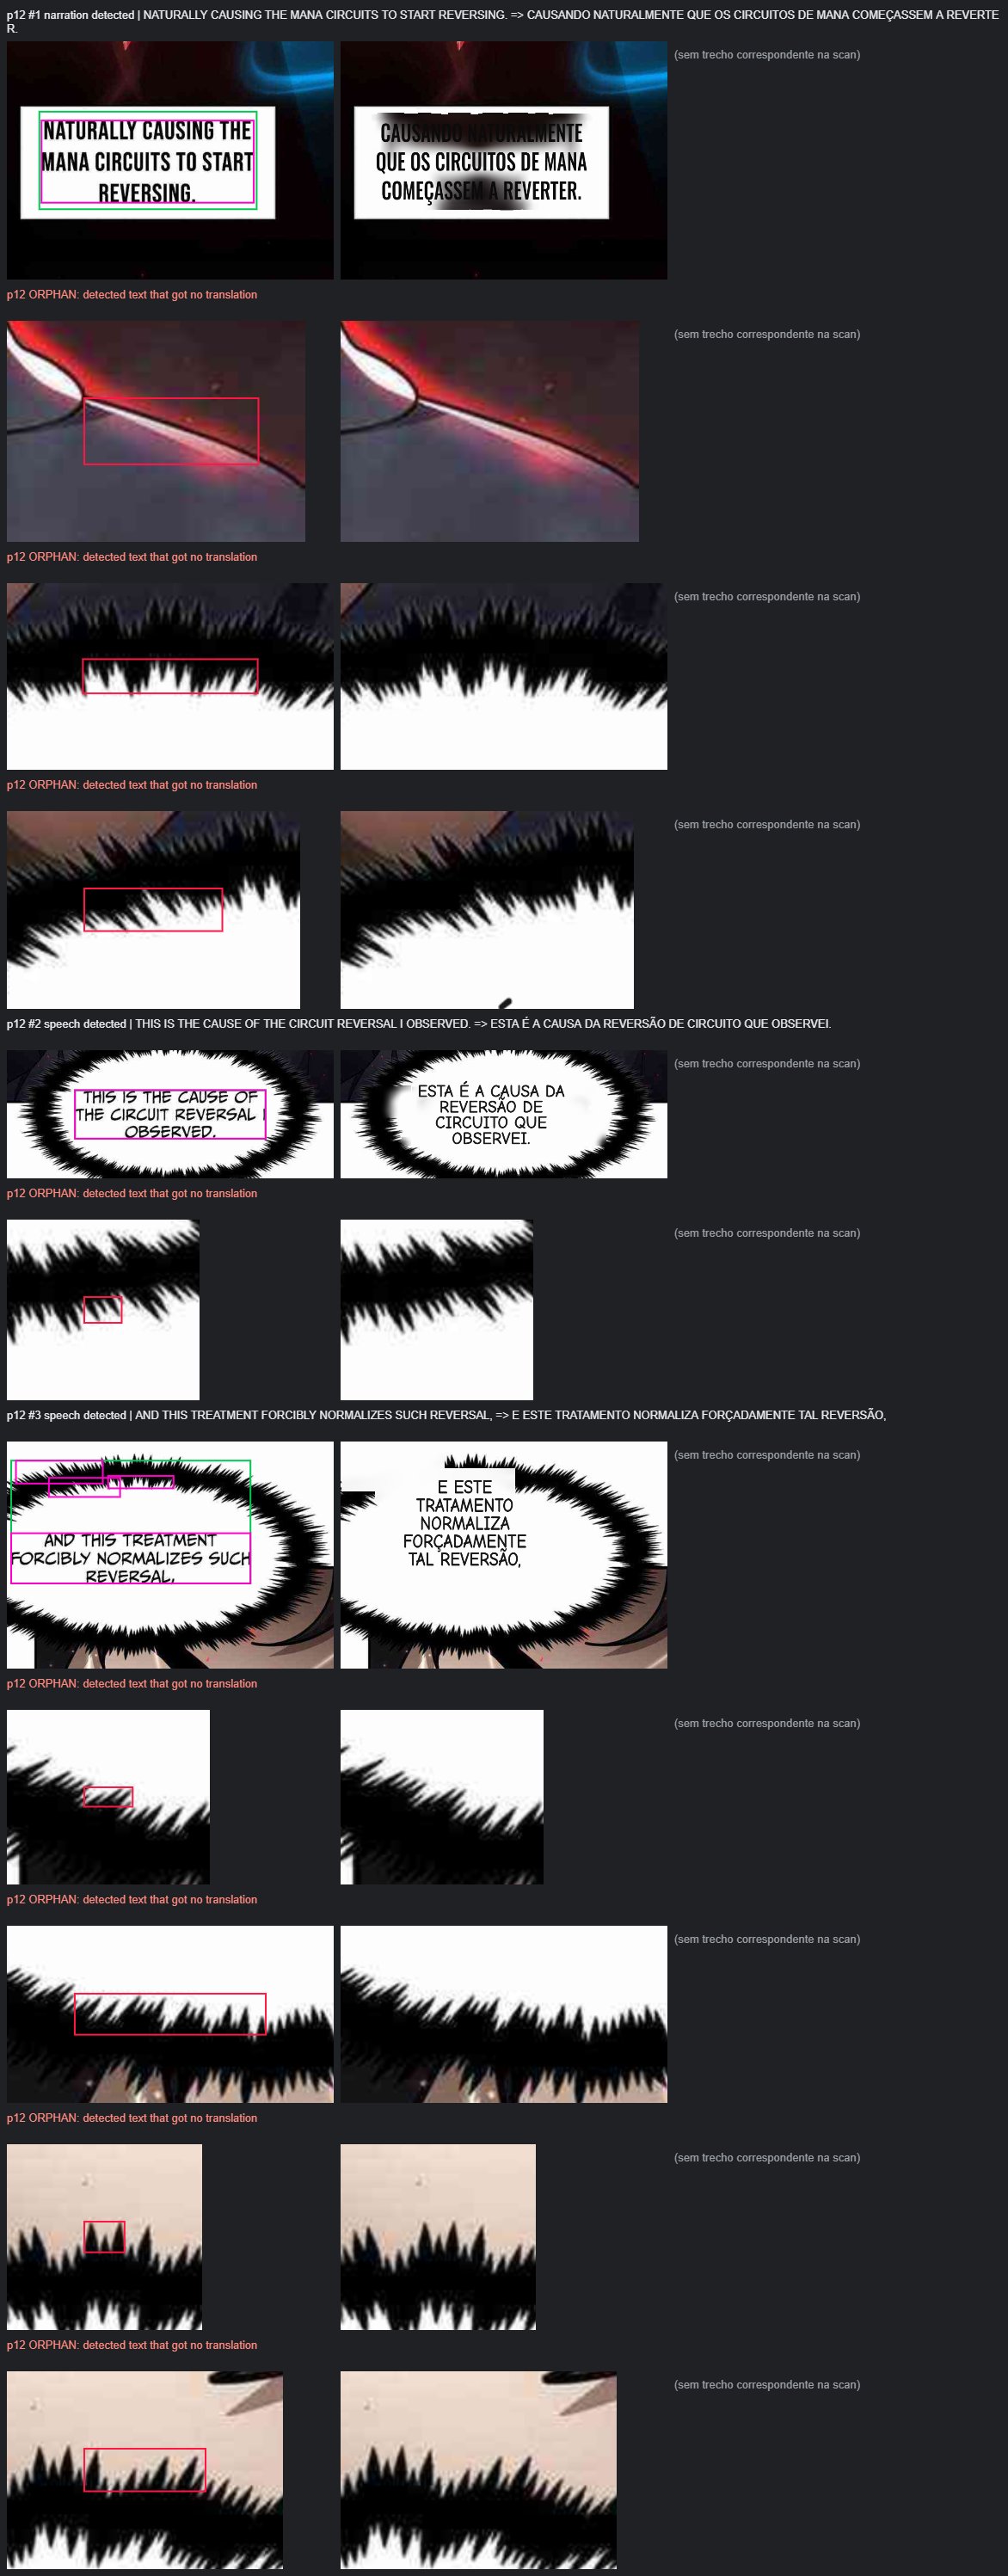 p12 #1 narration detected | NATURALLY CAUSING THE MANA CIRCUITS TO START REVERSING. => CAUSANDO NATURALMENTE QUE OS CIRCUITOS DE MANA COMEÇASSEM A REVERTE
R.
NATURALLY CAUSING THE
MANA CIRCUITS TO START
REVERSING.
CAUSANDO NATURALMENTE
QUE OS CIRCUITOS DE MANA
COMEÇASSEM A REVERTER.
(sem trecho correspondente na scan)
p12 ORPHAN: detected text that got no translation
(sem trecho correspondente na scan)
p12 ORPHAN: detected text that got no translation
(sem trecho correspondente na scan)
p12 ORPHAN: detected text that got no translation
(sem trecho correspondente na scan)
p12 #2 speech detected | THIS IS THE CAUSE OF THE CIRCUIT REVERSAL I OBSERVED. => ESTA É A CAUSA DA REVERSÃO DE CIRCUITO QUE OBSERVEI.
THIS IS THE CAUSE OF
THE CIRCUIT REVERSAL I
OBSERVED.
ESTA É A CAUSA DA
REVERSÃO DE
CIRCUITO QUE
OBSERVEI.
(sem trecho correspondente na scan)
p12 ORPHAN: detected text that got no translation
(sem trecho correspondente na scan)
p12 #3 speech detected | AND THIS TREATMENT FORCIBLY NORMALIZES SUCH REVERSAL, => E ESTE TRATAMENTO NORMALIZA FORÇADAMENTE TAL REVERSÃO,
AND THIS TREATMENT
FORCIBLY NORMALIZES SUCH
REVERSAL,
E ESTE
TRATAMENTO
NORMALIZA
FORÇADAMENTE
TAL REVERSÃO,
(sem trecho correspondente na scan)
p12 ORPHAN: detected text that got no translation
(sem trecho correspondente na scan)
p12 ORPHAN: detected text that got no translation
(sem trecho correspondente na scan)
p12 ORPHAN: detected text that got no translation
(sem trecho correspondente na scan)
p12 ORPHAN: detected text that got no translation
(sem trecho correspondente na scan)